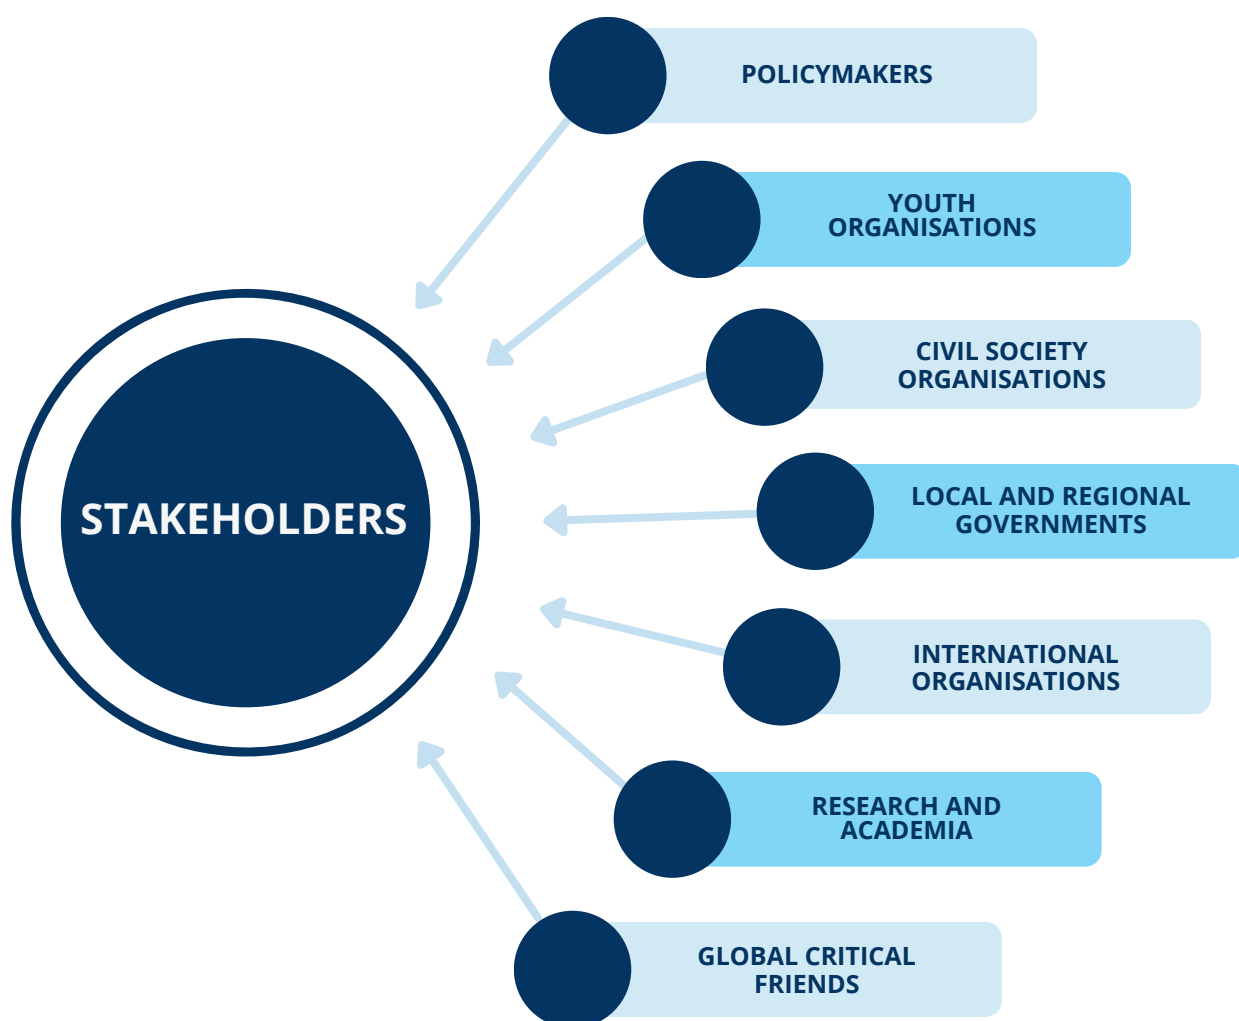 POLICYMAKERS
YOUTH
ORGANISATIONS
CIVIL SOCIETY
ORGANISATIONS
STAKEHOLDERS
LOCAL AND REGIONAL
GOVERNMENTS
INTERNATIONAL
ORGANISATIONS
RESEARCH AND
ACADEMIA
GLOBAL CRITICAL
FRIENDS